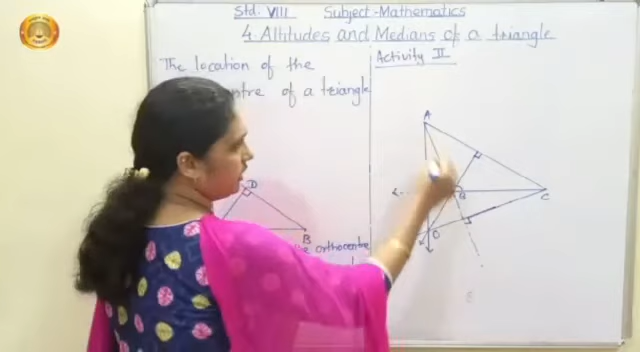 Std. VIII Subject-Mathematics
4. Altitudes and Medians of a triangle
The location of the
of a triangle
D
B
orthocentre
Activity II
A
B
C
O